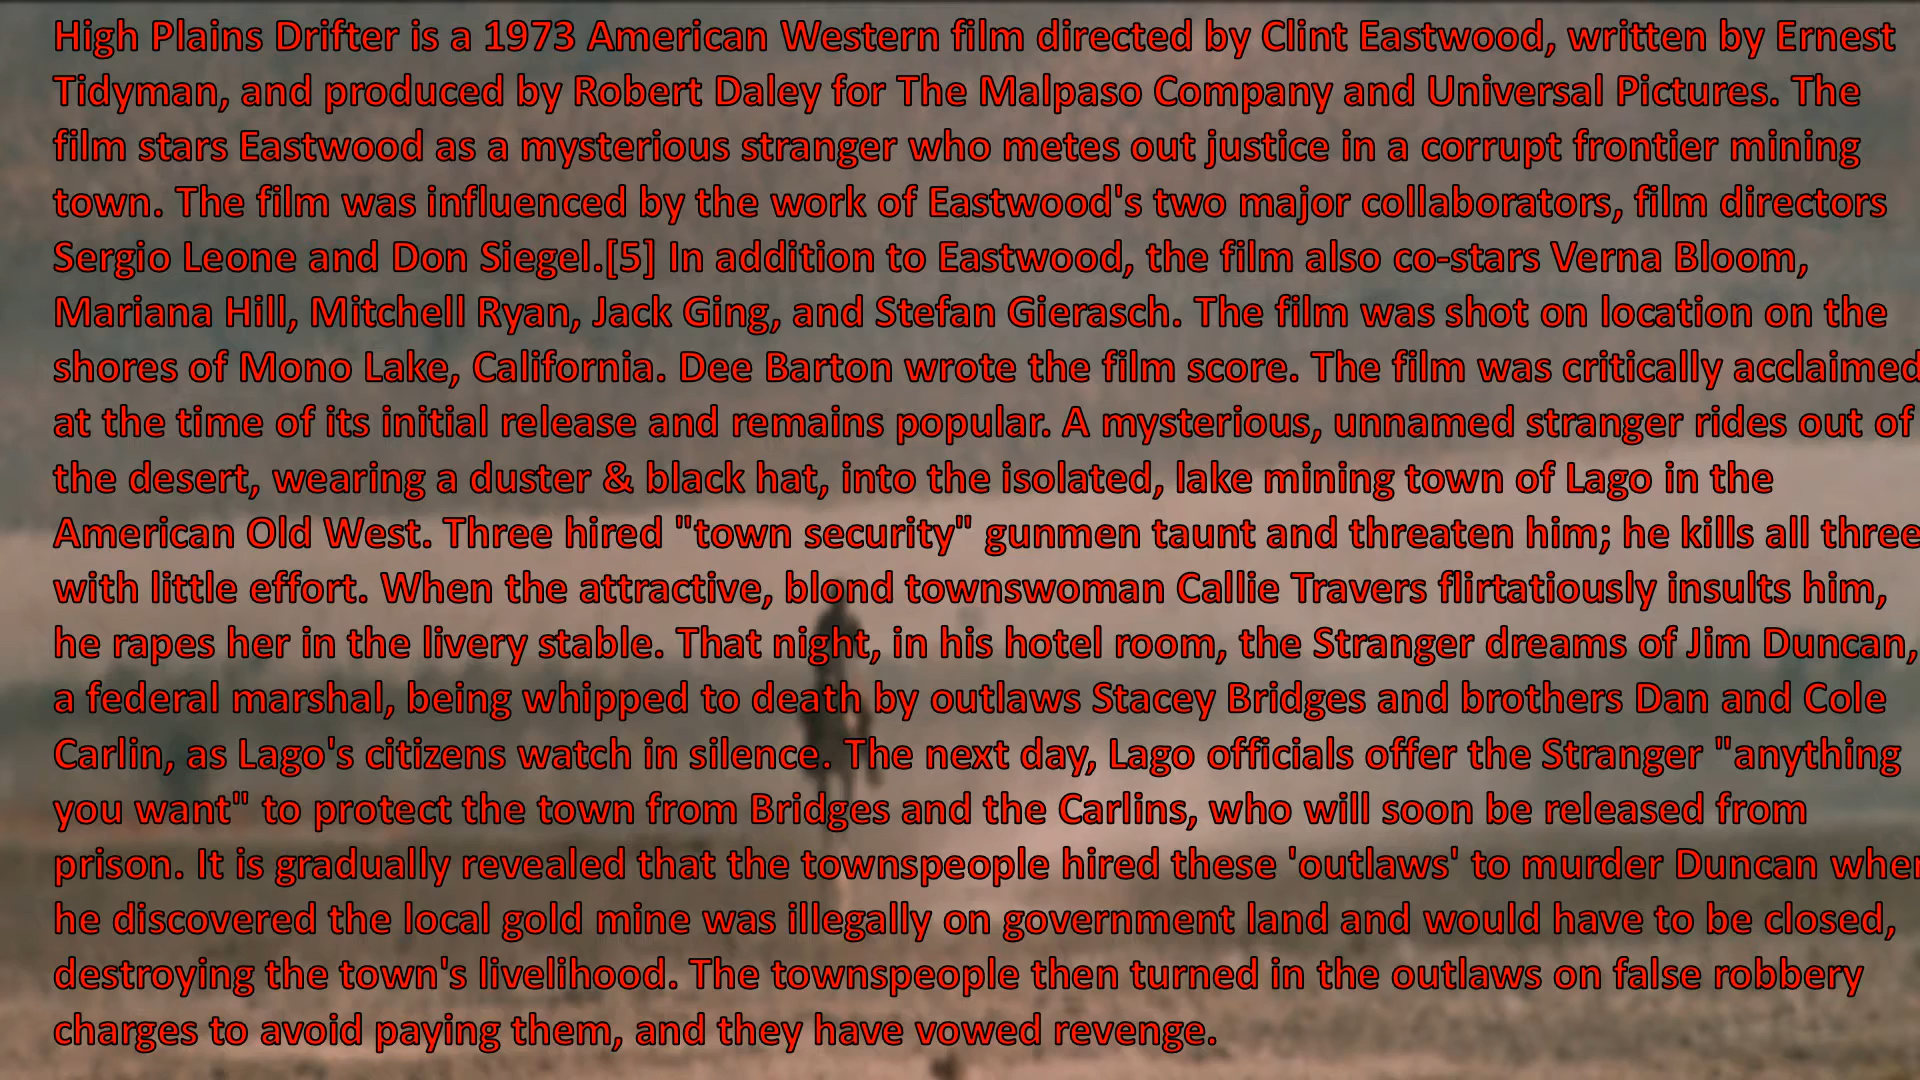 High Plains Drifter is a 1973 American Western film directed by Clint Eastwood, written by Ernest
Tidyman, and produced by Robert Daley for The Malpaso Company and Universal Pictures. The
film stars Eastwood as a mysterious stranger who metes out justice in a corrupt frontier mining
town. The film was influenced by the work of Eastwood's two major collaborators, film directors
Sergio Leone and Don Siegel.[5] In addition to Eastwood, the film also co-stars Verna Bloom,
Mariana Hill, Mitchell Ryan, Jack Ging, and Stefan Gierasch. The film was shot on location on the
shores of Mono Lake, California. Dee Barton wrote the film score. The film was critically acclaimed
at the time of its initial release and remains popular. A mysterious, unnamed stranger rides out of
the desert, wearing a duster & black hat, into the isolated, lake mining town of Lago in the
American Old West. Three hired "town security" gunmen taunt and threaten him; he kills all three
with little effort. When the attractive, blond townswoman Callie Travers flirtatiously insults him,
he rapes her in the livery stable. That night, in his hotel room, the Stranger dreams of Jim Duncan,
a federal marshal, being whipped to death by outlaws Stacey Bridges and brothers Dan and Cole
Carlin, as Lago's citizens watch in silence. The next day, Lago officials offer the Stranger "anything
you want" to protect the town from Bridges and the Carlins, who will soon be released from
prison. It is gradually revealed that the townspeople hired these 'outlaws' to murder Duncan when
he discovered the local gold mine was illegally on government land and would have to be closed,
destroying the town's livelihood. The townspeople then turned in the outlaws on false robbery
charges to avoid paying them, and they have vowed revenge.